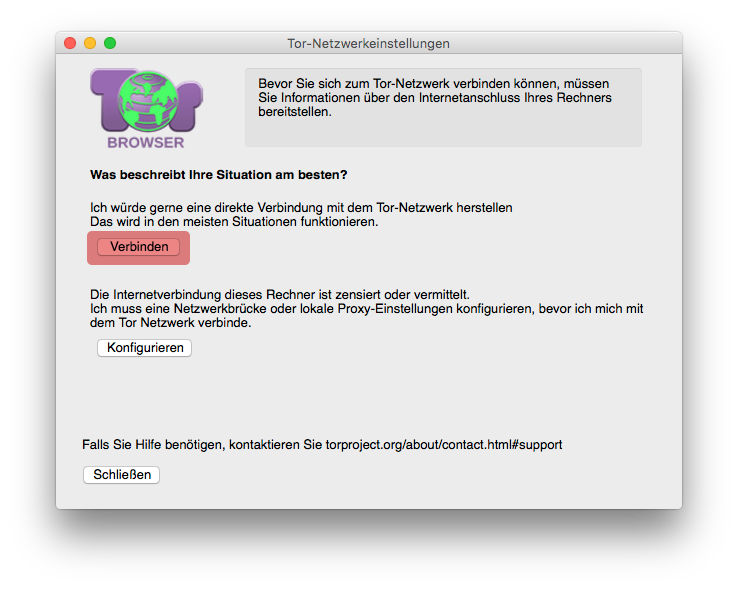 Tor-Netzwerkeinstellungen
Tor
BROWSER
Bevor Sie sich zum Tor-Netzwerk verbinden können, müssen
Sie Informationen über den Internetanschluss Ihres Rechners
bereitstellen.
Was beschreibt Ihre Situation am besten?
Ich würde gerne eine direkte Verbindung mit dem Tor-Netzwerk herstellen
Das wird in den meisten Situationen funktionieren.
Verbinden
Die Internetverbindung dieses Rechner ist zensiert oder vermittelt.
Ich muss eine Netzwerkbrücke oder lokale Proxy-Einstellungen konfigurieren, bevor ich mich mit
dem Tor Netzwerk verbinde.
Konfigurieren
Falls Sie Hilfe benötigen, kontaktieren Sie torproject.org/about/contact.html#support
Schließen